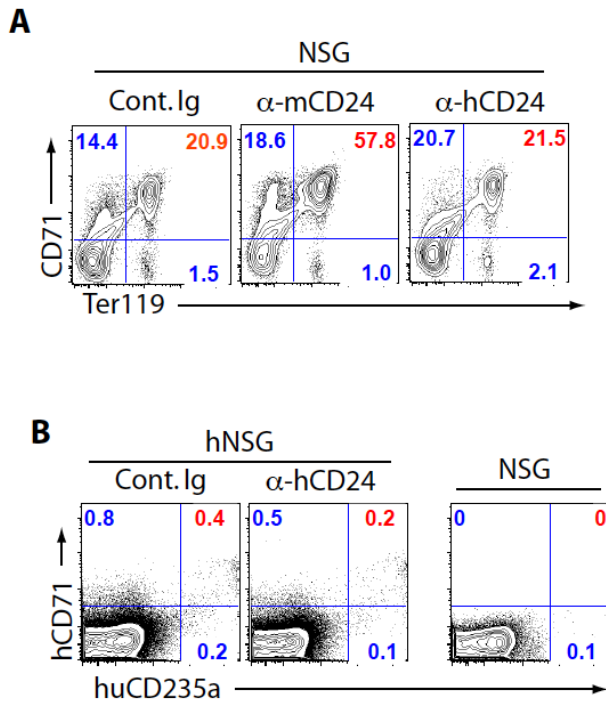 A
NSG
Cont. Ig α-mCD24 α-hCD24
14.4 20.9 18.6 57.8 20.7 21.5
CD71
1.5 1.0 2.1
Ter119
B
hNSG
NSG
Cont. Ig α-hCD24
0.8 0.4 0.5 0.2 0 0
hCD71
0.2 0.1 0.1
huCD235a